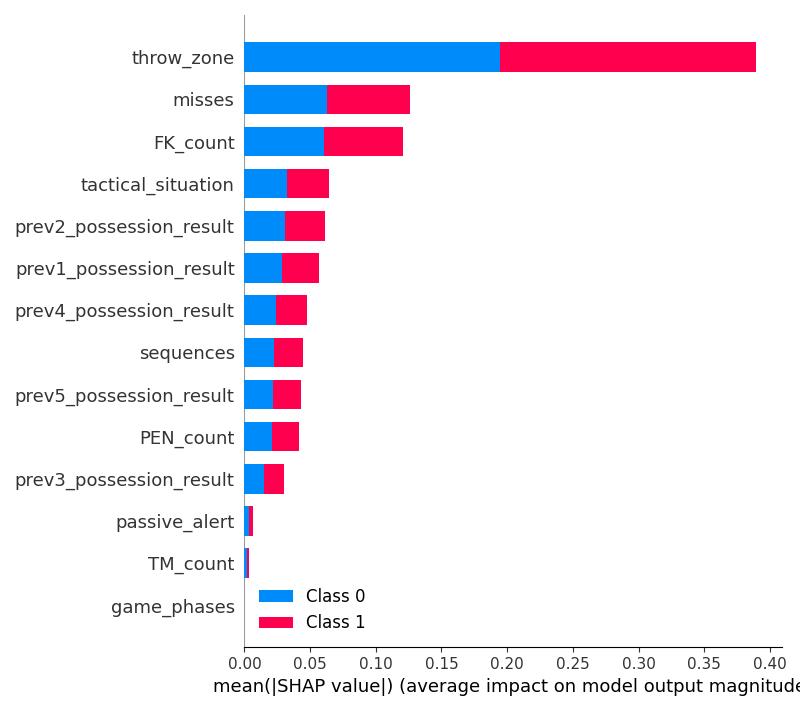 throw_zone
misses
FK_count
tactical_situation
prev2_possession_result
prev1_possession_result
prev4_possession_result
sequences
prev5_possession_result
PEN_count
prev3_possession_result
passive_alert
TM_count
game_phases
Class 0
Class 1
0.00 0.05 0.10 0.15 0.20 0.25 0.30 0.35 0.40
mean(|SHAP value|) (average impact on model output magnitude